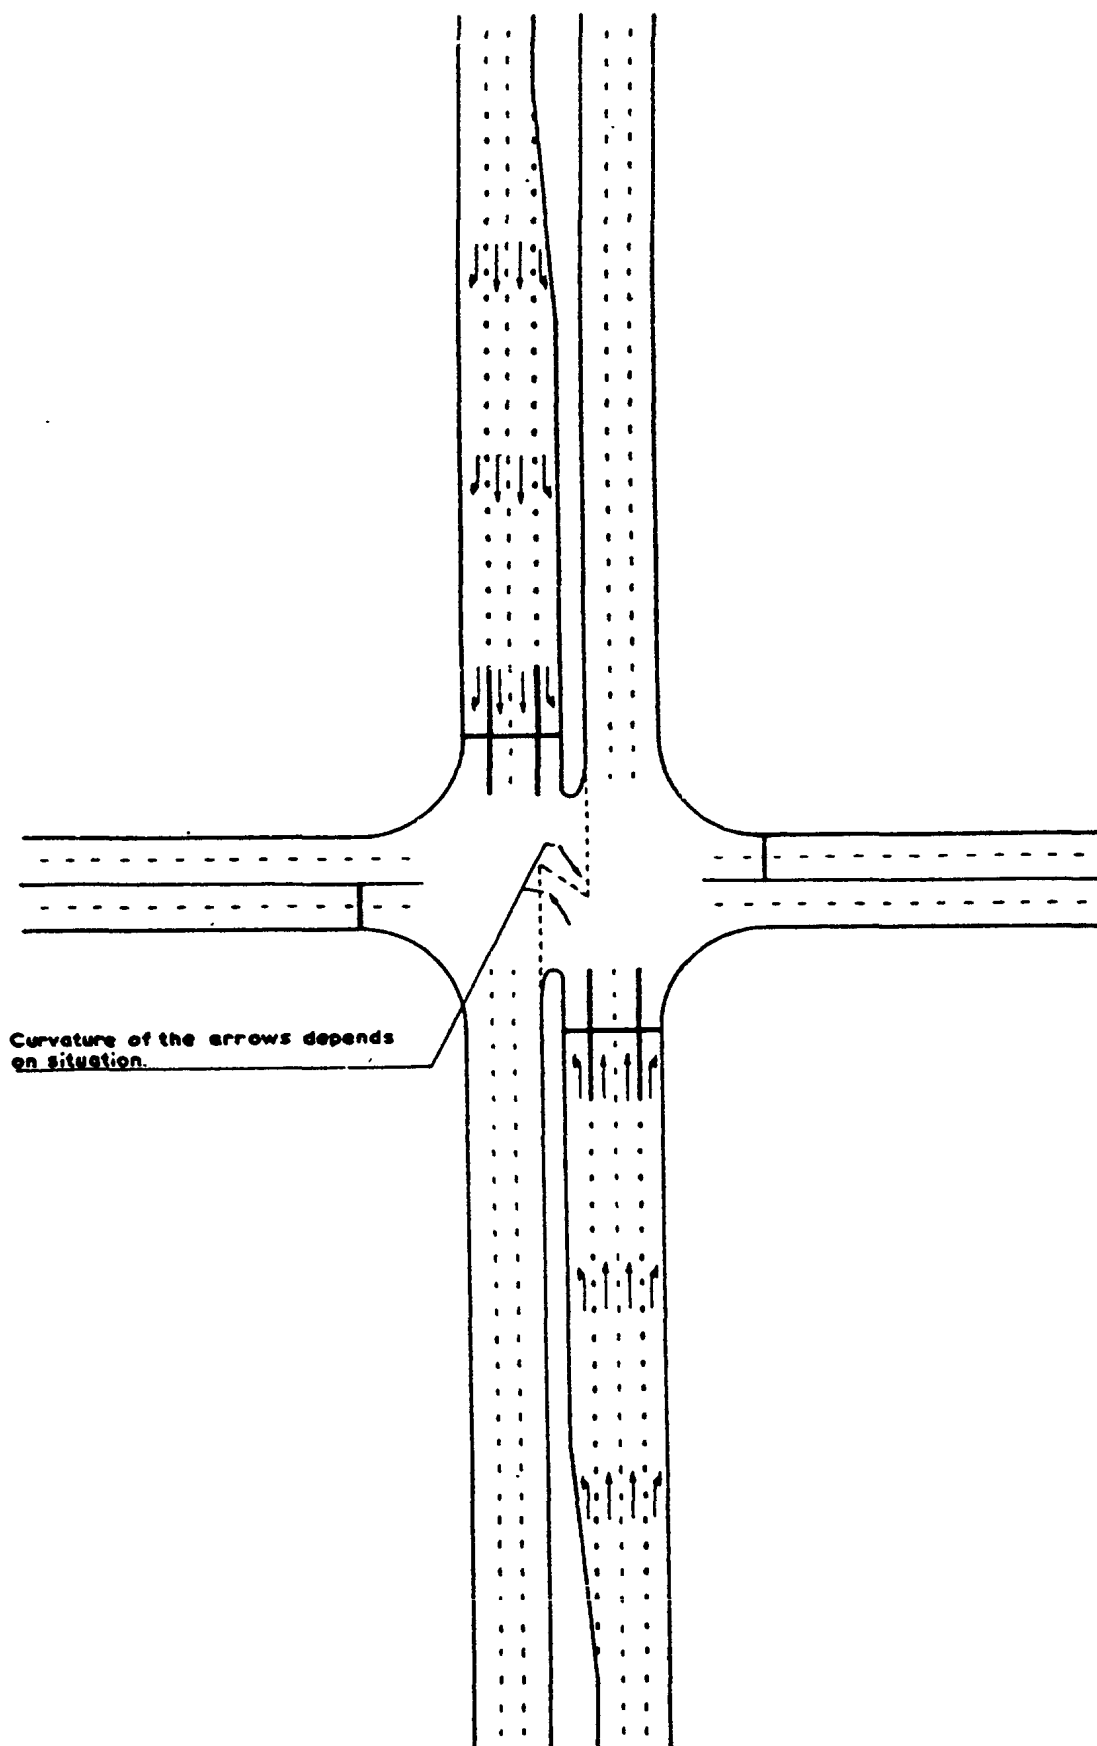 Curvature of the arrows depends
on situation.